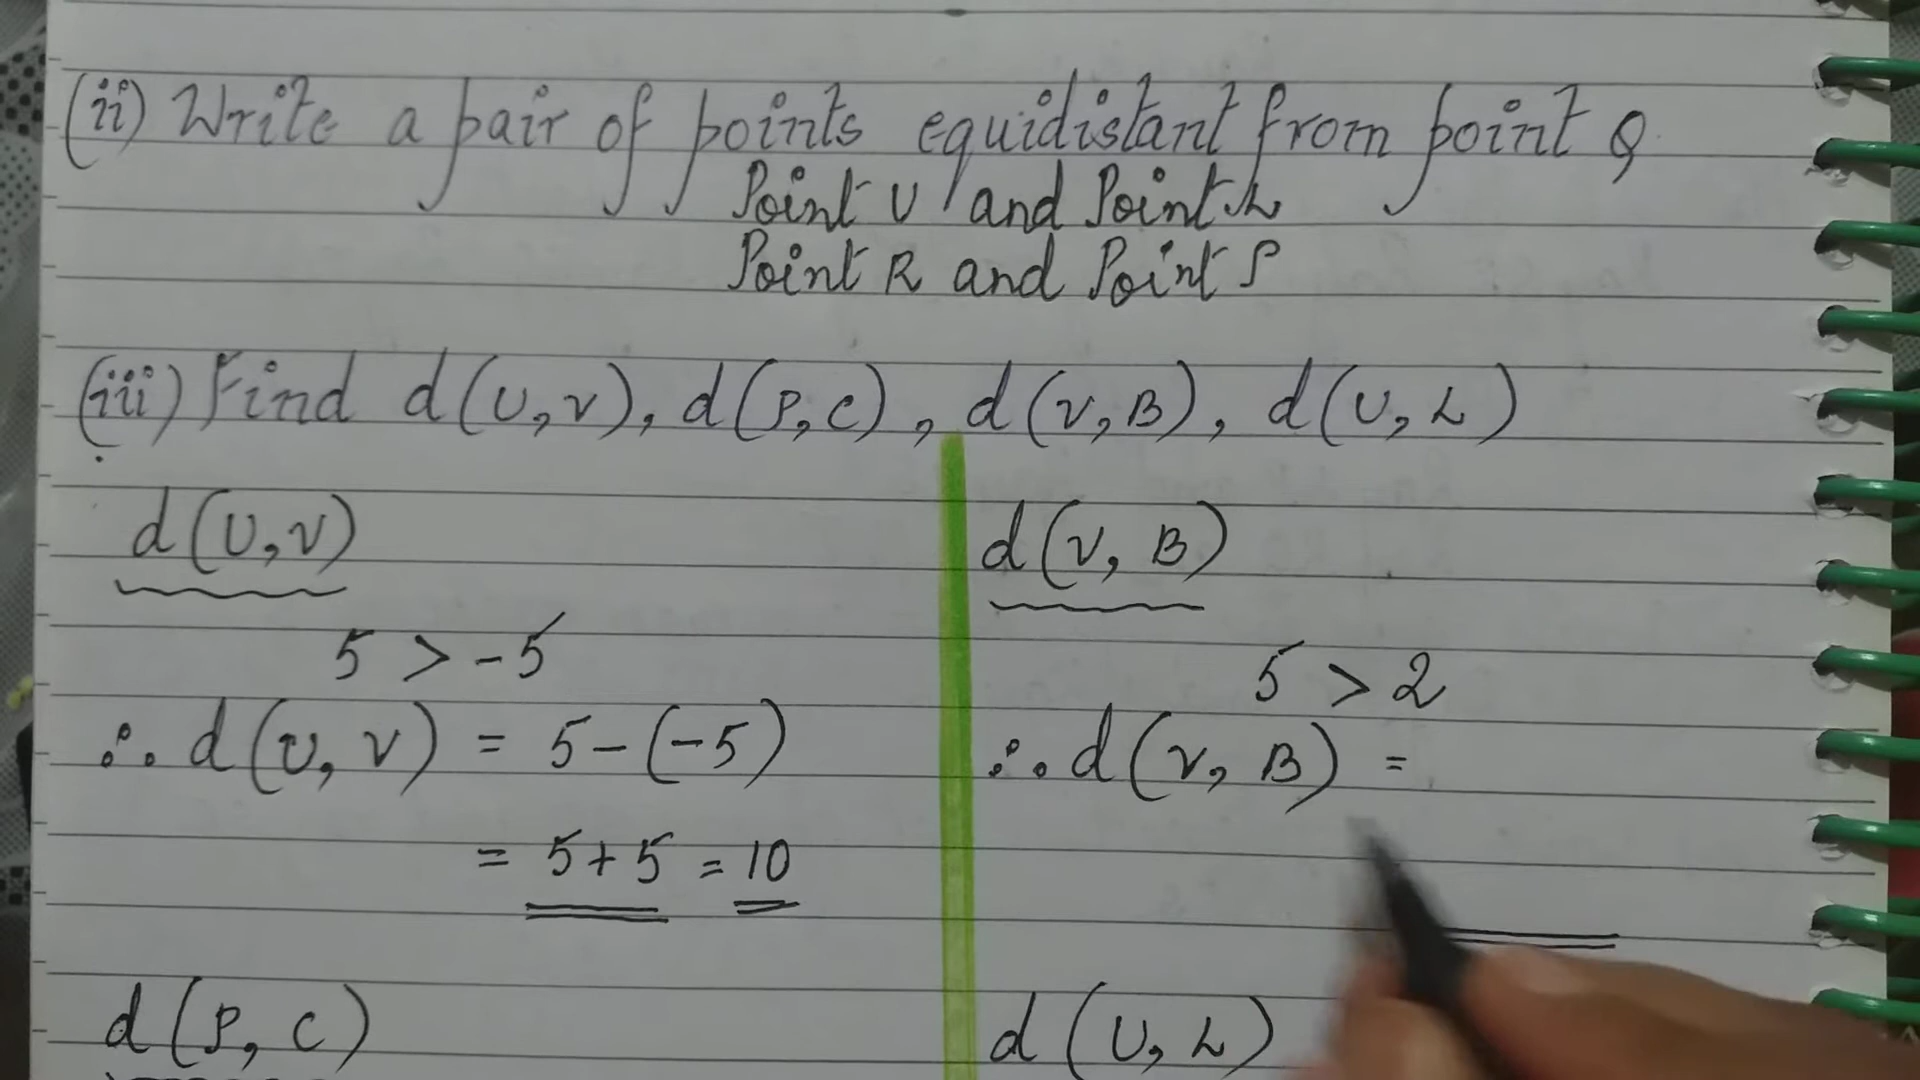 (ii) Write a pair of points equidistant from point Q.
Point U and Point L
Point R and Point P
(iii) Find d(U,V), d(P,C), d(V,B), d(U,L)
d(U,V)
5 > -5
∴ d(U,V) = 5-(-5)
= 5+5 = 10
d(P,C)
d(V,B)
5 > 2
∴ d(V,B) =
d(U,L)